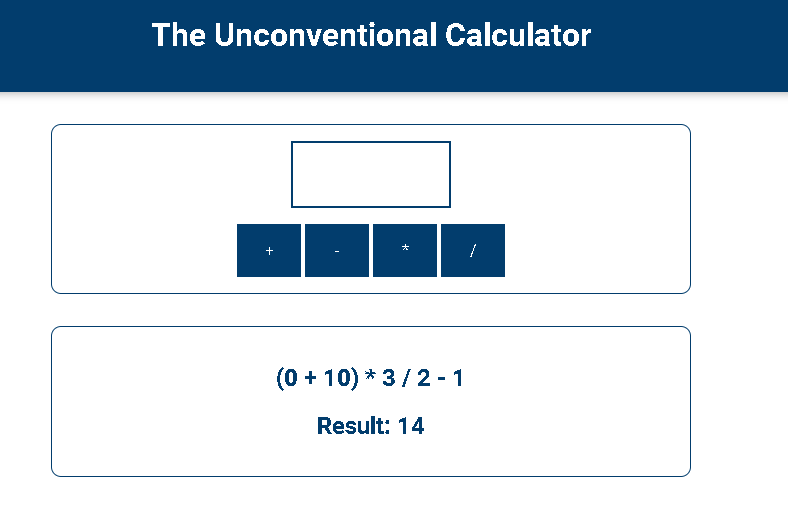 The Unconventional Calculator
+ - * /
(0 + 10) * 3 / 2 - 1
Result: 14